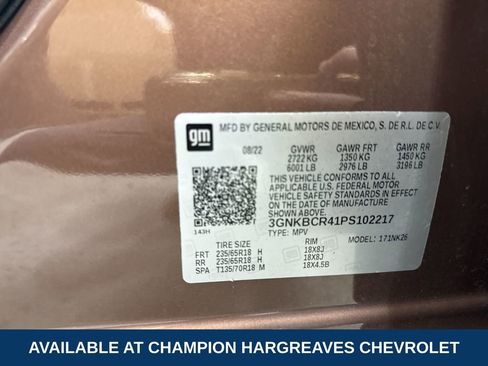 gm
MFD BY GENERAL MOTORS DE MEXICO, S. DE R.L. DE C.V.
08/22 GVWR GAWR FRT GAWR RR
2722 KG 1350 KG 1450 KG
6001 LB 2976 LB 3196 LB
THIS VEHICLE CONFORMS TO ALL
APPLICABLE U.S. FEDERAL MOTOR
VEHICLE SAFETY STANDARDS IN EFFECT
ON THE DATE OF MANUFACTURE SHOWN ABOVE.
3GNKBCR41PS102217
TYPE: MPV
143H 171NK26
TIRE SIZE RIM
FRT 235/65R18 H 18X8J
RR 235/65R18 H 18X8J
SPA T135/70R18 M 18X4.5B
AVAILABLE AT CHAMPION HARGREAVES CHEVROLET